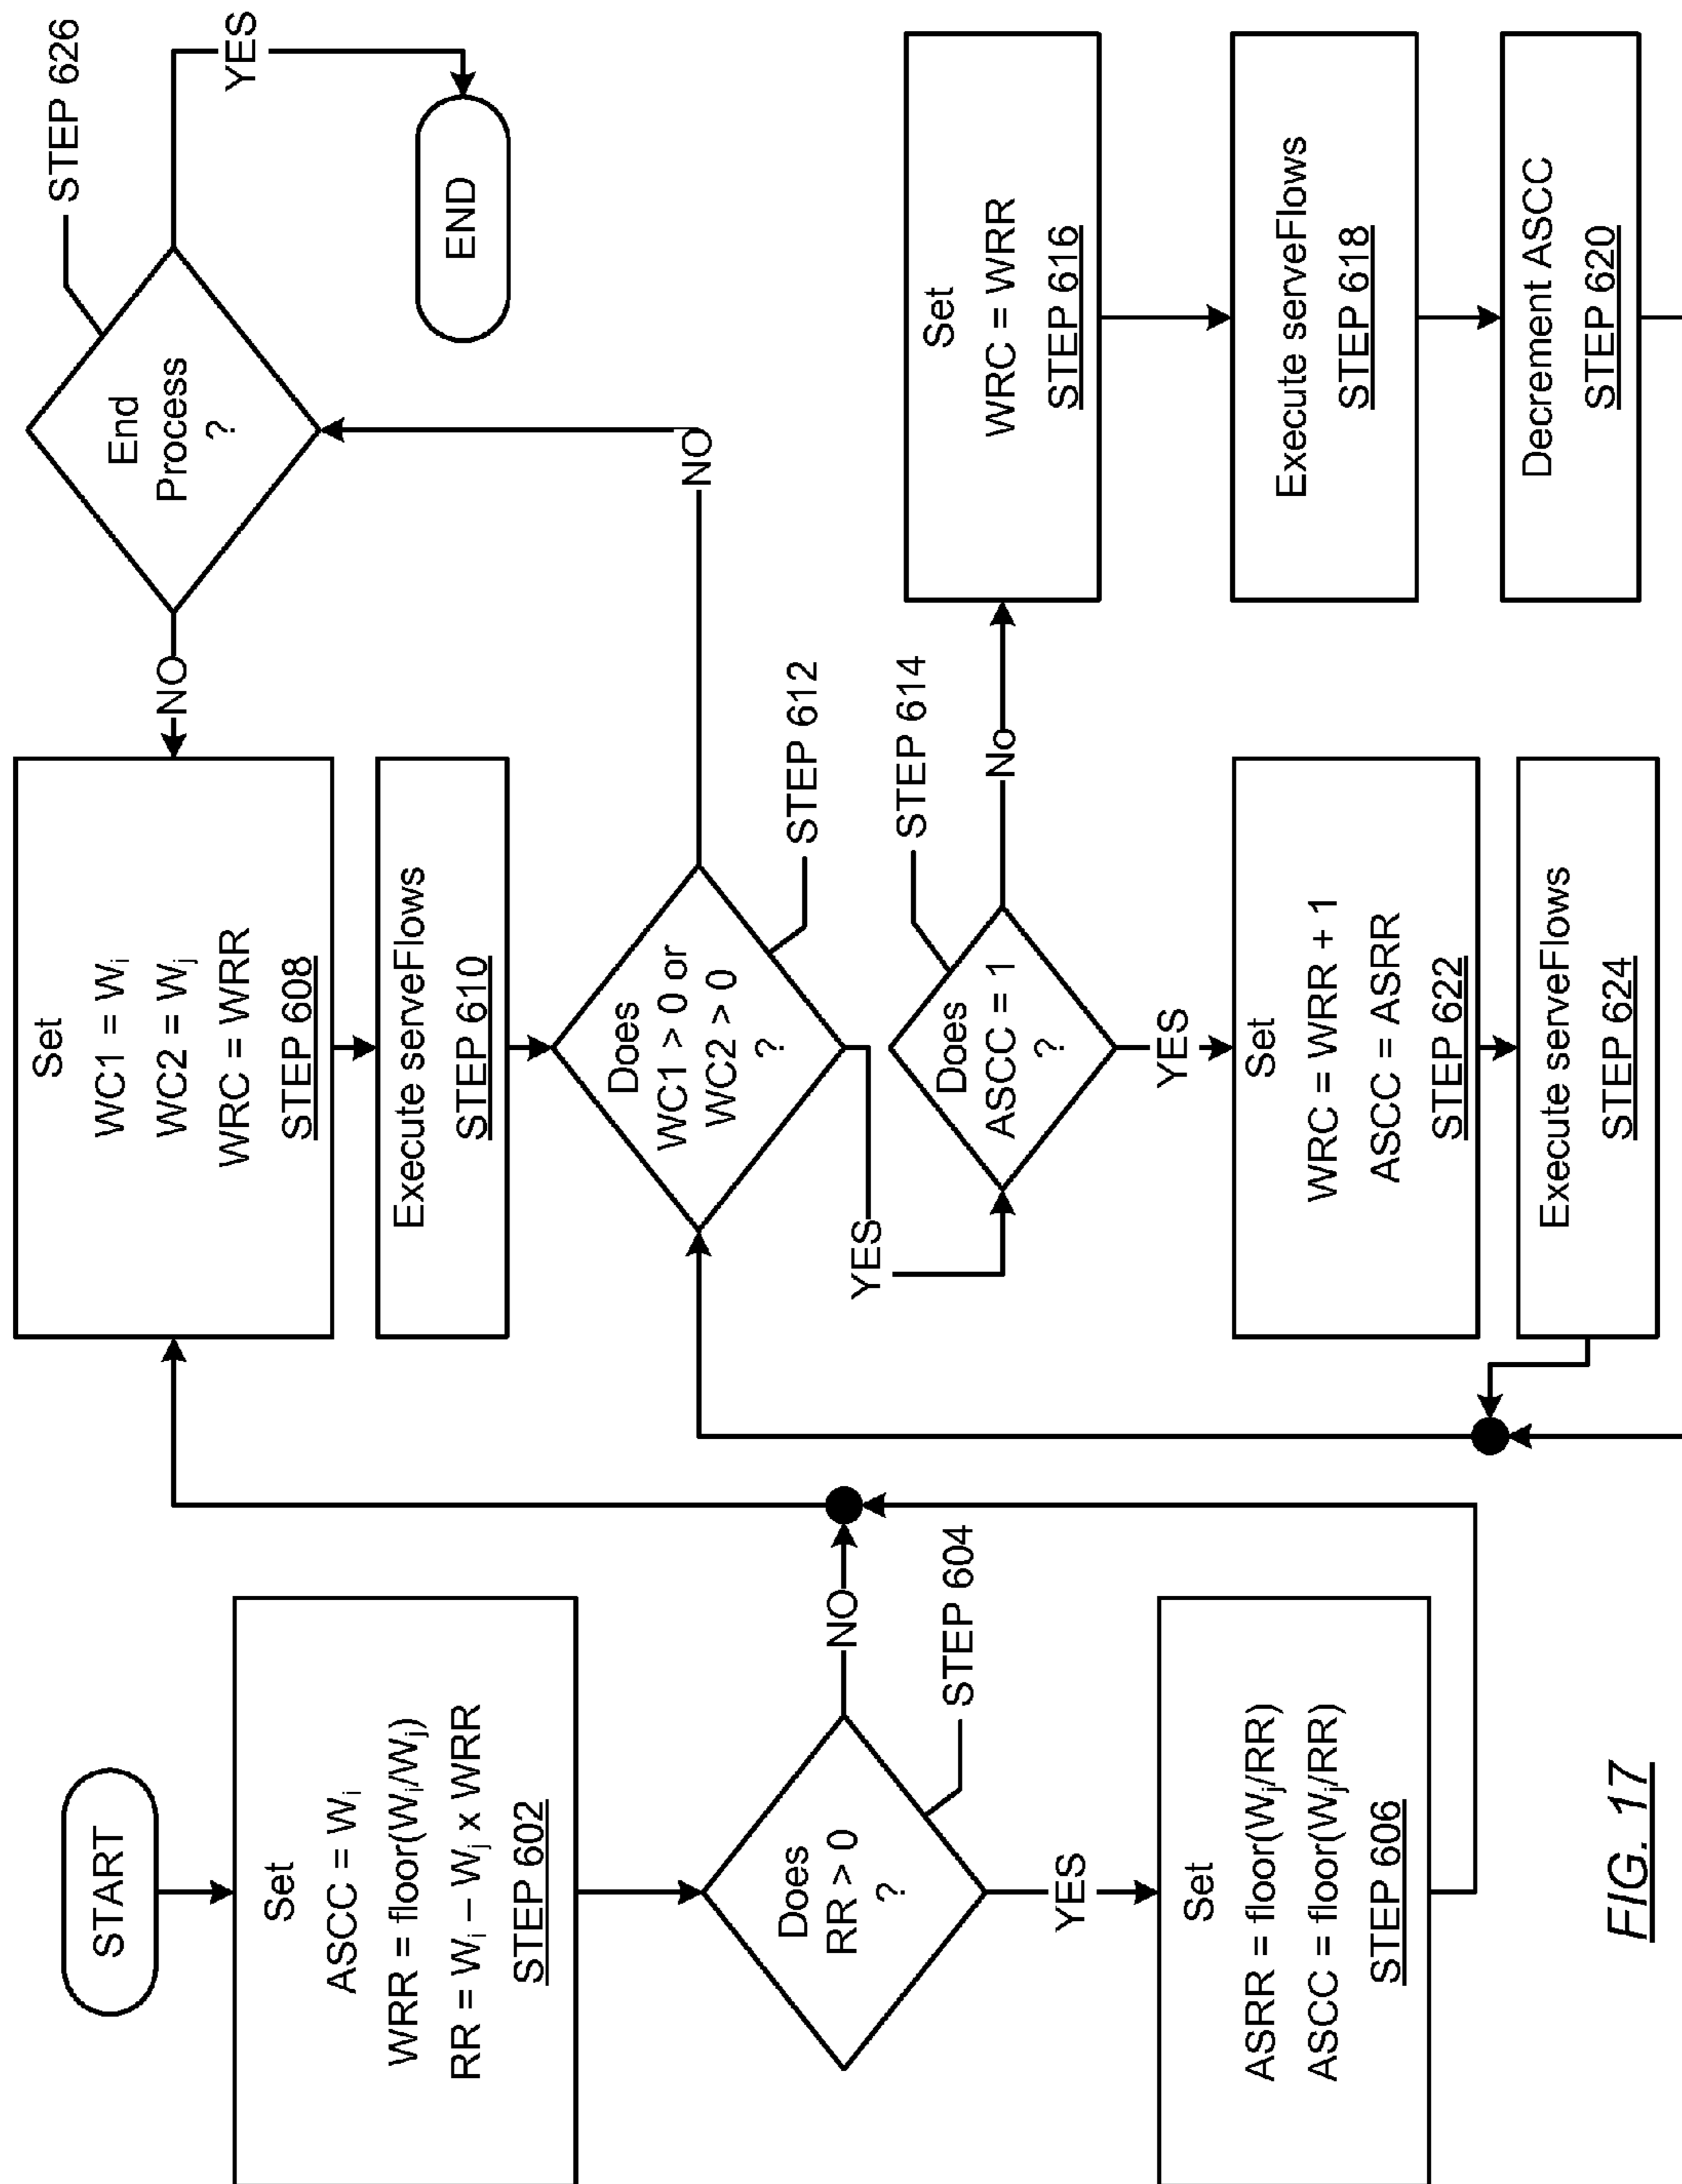 START
Set
ASCC = Wᵢ
WRR = floor(Wᵢ/Wⱼ)
RR = Wᵢ – Wⱼ x WRR
STEP 602
Does
RR > 0
?
NO
STEP 604
YES
Set
ASRR = floor(Wⱼ/RR)
ASCC = floor(Wⱼ/RR)
STEP 606
Set
WC1 = Wᵢ
WC2 = Wⱼ
WRC = WRR
STEP 608
Execute serveFlows
STEP 610
Does
WC1 > 0 or
WC2 > 0
?
STEP 612
NO
YES
Does
ASCC = 1
?
STEP 614
No
YES
Set
WRC = WRR + 1
ASCC = ASRR
STEP 622
Execute serveFlows
STEP 624
End
Process
?
STEP 626
NO
YES
END
Set
WRC = WRR
STEP 616
Execute serveFlows
STEP 618
Decrement ASCC
STEP 620
FIG. 17